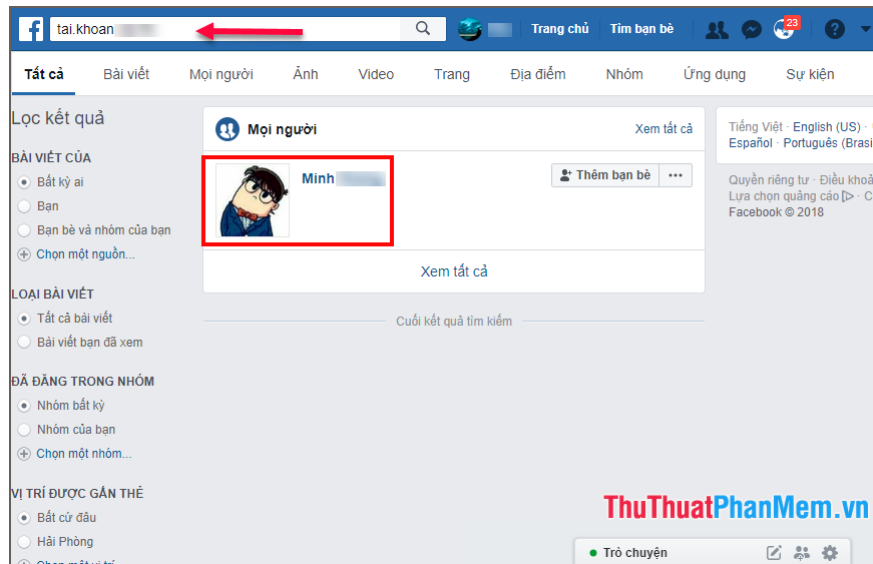 f tai.khoan Trang chủ Tìm bạn bè 23 ?
Tất cả Bài viết Mọi người Ảnh Video Trang Địa điểm Nhóm Ứng dụng Sự kiện
Lọc kết quả
BÀI VIẾT CỦA
Bất kỳ ai
Bạn
Bạn bè và nhóm của bạn
Chọn một nguồn...
LOẠI BÀI VIẾT
Tất cả bài viết
Bài viết bạn đã xem
ĐÃ ĐĂNG TRONG NHÓM
Nhóm bất kỳ
Nhóm của bạn
Chọn một nhóm...
VỊ TRÍ ĐƯỢC GẮN THẺ
Bất cứ đâu
Hải Phòng
Chọn một vị trí
Mọi người Xem tất cả
Minh Thêm bạn bè ...
Xem tất cả
Cuối kết quả tìm kiếm
Tiếng Việt · English (US) ·
Español · Português (Brasi
Quyền riêng tư · Điều khoả
Lựa chọn quảng cáo · C
Facebook © 2018
ThuThuatPhanMem.vn
Trò chuyện